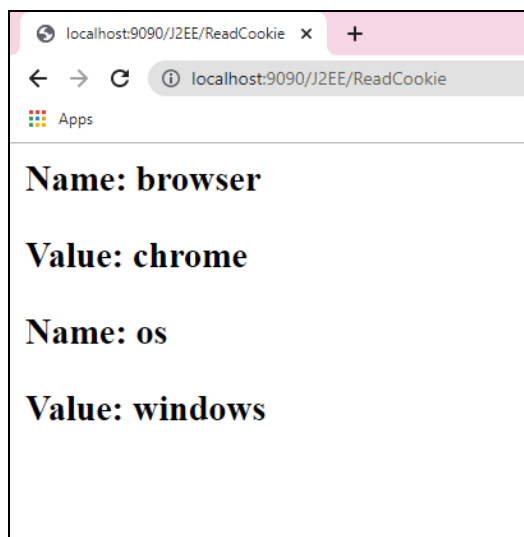 localhost:9090/J2EE/ReadCookie
localhost:9090/J2EE/ReadCookie
Apps
Name: browser
Value: chrome
Name: os
Value: windows